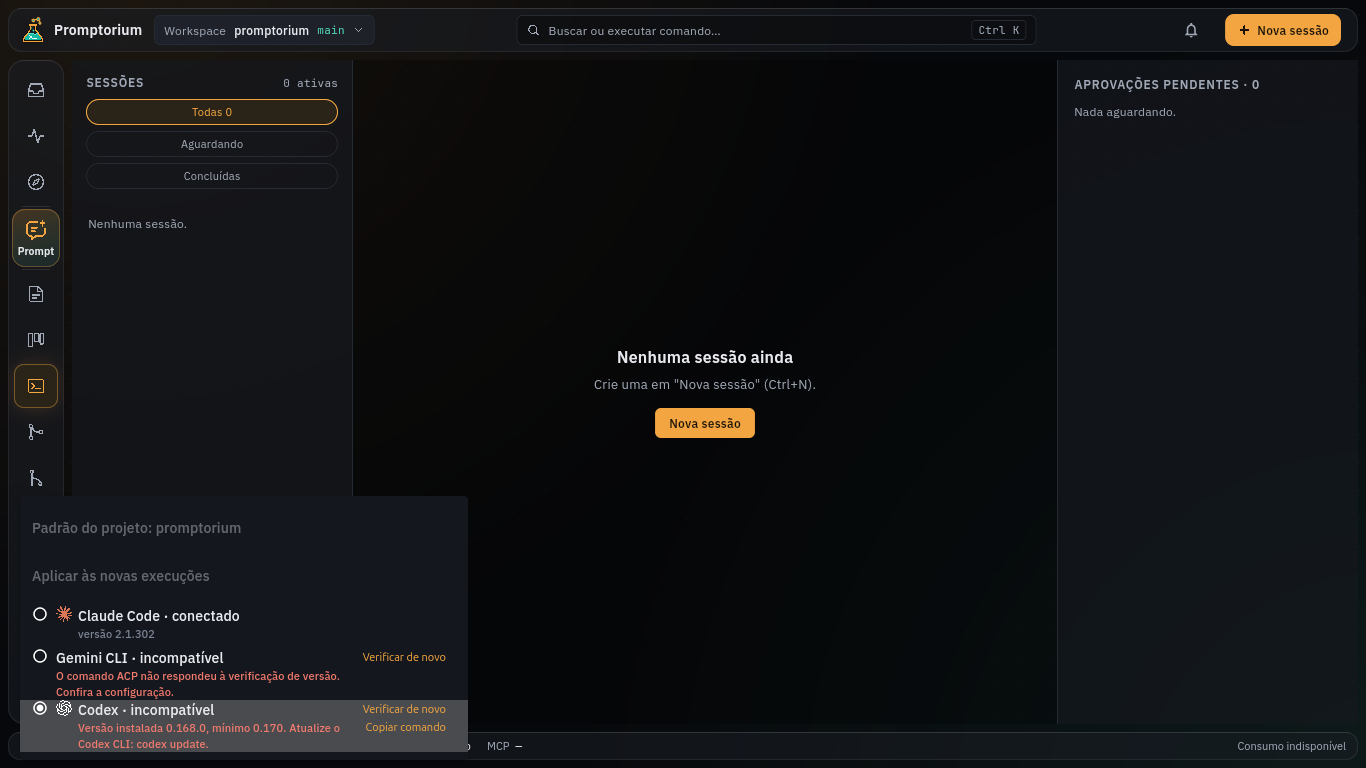 Promptorium
Workspace promptorium main
Buscar ou executar comando...
Ctrl K
+ Nova sessão
SESSÕES
0 ativas
Todas 0
Aguardando
Concluídas
Nenhuma sessão.
Prompt
Nenhuma sessão ainda
Crie uma em "Nova sessão" (Ctrl+N).
Nova sessão
APROVAÇÕES PENDENTES · 0
Nada aguardando.
Padrão do projeto: promptorium
Aplicar às novas execuções
Claude Code · conectado
versão 2.1.302
Gemini CLI · incompatível
Verificar de novo
O comando ACP não respondeu à verificação de versão.
Confira a configuração.
Codex · incompatível
Verificar de novo
Versão instalada 0.168.0, mínimo 0.170. Atualize o
Copiar comando
Codex CLI: codex update.
MCP —
Consumo indisponível